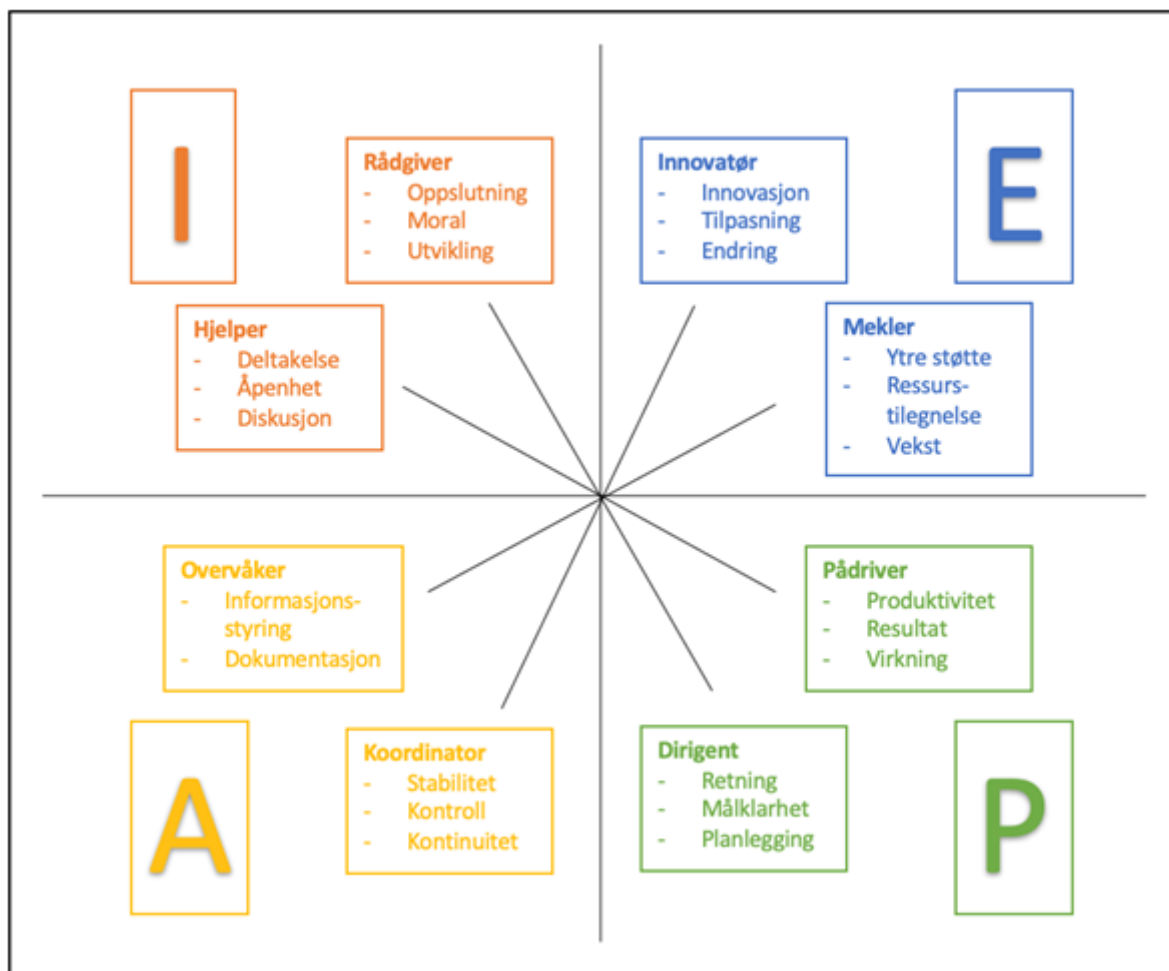 I
Rådgiver
- Oppslutning
- Moral
- Utvikling
Hjelper
- Deltakelse
- Åpenhet
- Diskusjon
E
Innovatør
- Innovasjon
- Tilpasning
- Endring
Mekler
- Ytre støtte
- Ressurs-
tilegnelse
- Vekst
Overvåker
- Informasjons-
styring
- Dokumentasjon
A
Koordinator
- Stabilitet
- Kontroll
- Kontinuitet
Pådriver
- Produktivitet
- Resultat
- Virkning
Dirigent
- Retning
- Målklarhet
- Planlegging
P